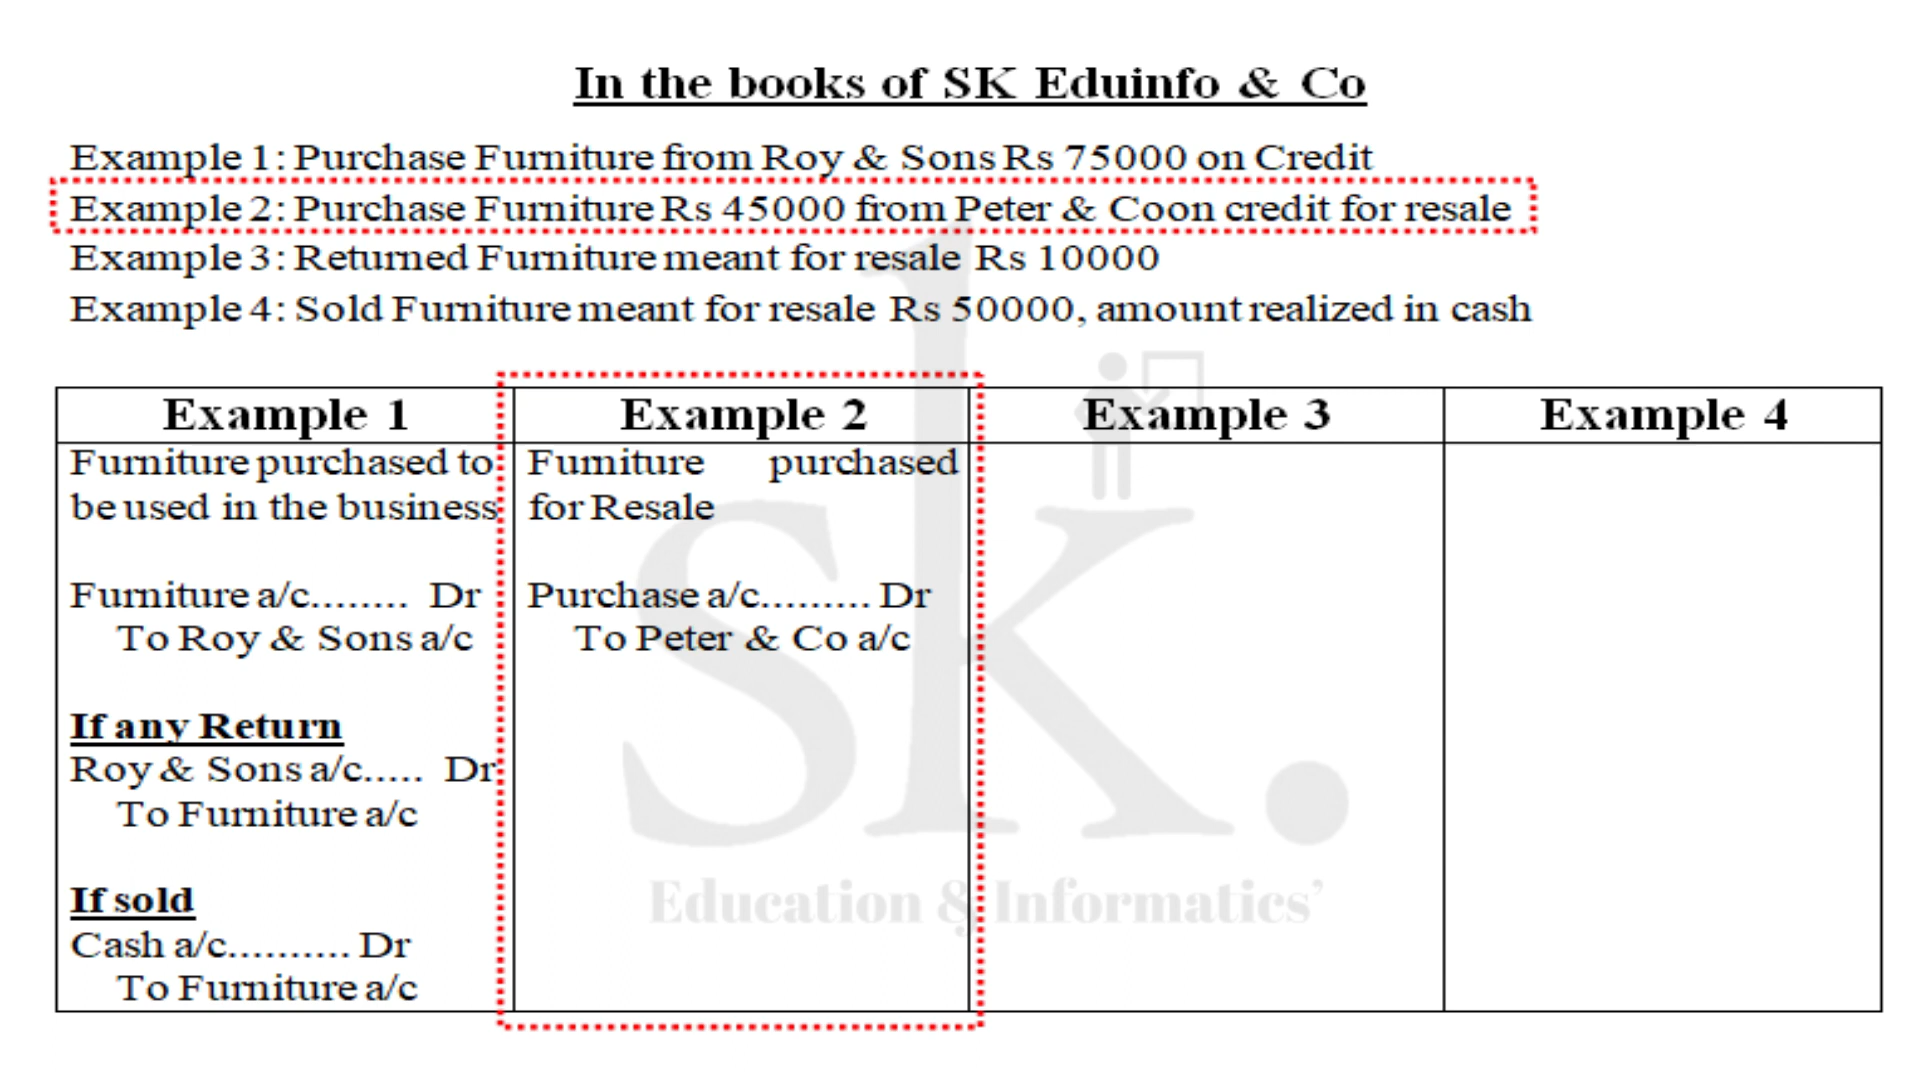 In the books of SK Eduinfo & Co
Example 1: Purchase Furniture from Roy & Sons Rs 75000 on Credit
Example 2: Purchase Furniture Rs 45000 from Peter & Coon credit for resale
Example 3: Returned Furniture meant for resale Rs 10000
Example 4: Sold Furniture meant for resale Rs 50000, amount realized in cash
Example 1
Furniture purchased to
be used in the business
Furniture a/c........ Dr
To Roy & Sons a/c
If any Return
Roy & Sons a/c..... Dr
To Furniture a/c
If sold
Cash a/c.......... Dr
To Furniture a/c
Example 2
Furniture purchased
for Resale
Purchase a/c......... Dr
To Peter & Co a/c
Example 3
Example 4
sk.
Education & Informatics'